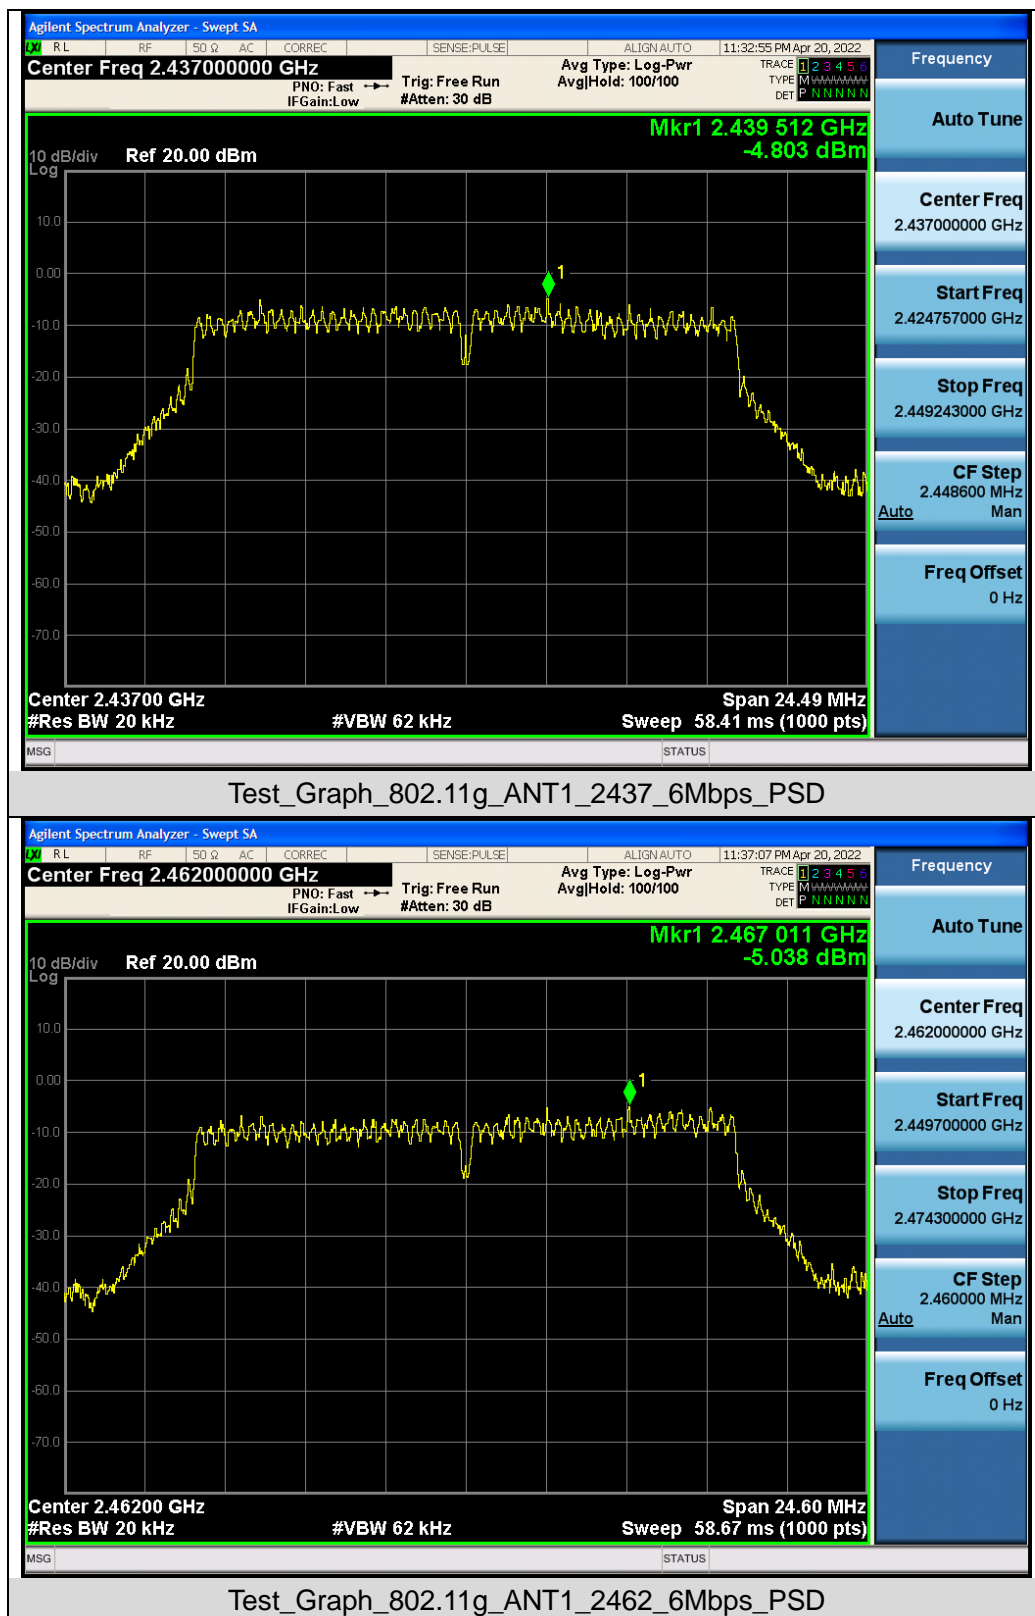 Agilent Spectrum Analyzer - Swept SA
LXI RL RF 50 Ω AC CORREC SENSE:PULSE ALIGN AUTO 11:32:55 PM Apr 20, 2022
Center Freq 2.437000000 GHz
PNO: Fast
IFGain:Low
Trig: Free Run
#Atten: 30 dB
Avg Type: Log-Pwr
Avg|Hold: 100/100
TRACE 1 2 3 4 5 6
TYPE M
DET P N N N N N
Mkr1 2.439 512 GHz
-4.803 dBm
10 dB/div Ref 20.00 dBm
Log
10.0
0.00
-10.0
-20.0
-30.0
-40.0
-50.0
-60.0
-70.0
1
Center 2.43700 GHz Span 24.49 MHz
#Res BW 20 kHz #VBW 62 kHz Sweep 58.41 ms (1000 pts)
MSG STATUS
Frequency
Auto Tune
Center Freq
2.437000000 GHz
Start Freq
2.424757000 GHz
Stop Freq
2.449243000 GHz
CF Step
2.448600 MHz
Auto Man
Freq Offset
0 Hz
Test_Graph_802.11g_ANT1_2437_6Mbps_PSD
Agilent Spectrum Analyzer - Swept SA
LXI RL RF 50 Ω AC CORREC SENSE:PULSE ALIGN AUTO 11:37:07 PM Apr 20, 2022
Center Freq 2.462000000 GHz
PNO: Fast
IFGain:Low
Trig: Free Run
#Atten: 30 dB
Avg Type: Log-Pwr
Avg|Hold: 100/100
TRACE 1 2 3 4 5 6
TYPE M
DET P N N N N N
Mkr1 2.467 011 GHz
-5.038 dBm
10 dB/div Ref 20.00 dBm
Log
10.0
0.00
-10.0
-20.0
-30.0
-40.0
-50.0
-60.0
-70.0
1
Center 2.46200 GHz Span 24.60 MHz
#Res BW 20 kHz #VBW 62 kHz Sweep 58.67 ms (1000 pts)
MSG STATUS
Frequency
Auto Tune
Center Freq
2.462000000 GHz
Start Freq
2.449700000 GHz
Stop Freq
2.474300000 GHz
CF Step
2.460000 MHz
Auto Man
Freq Offset
0 Hz
Test_Graph_802.11g_ANT1_2462_6Mbps_PSD